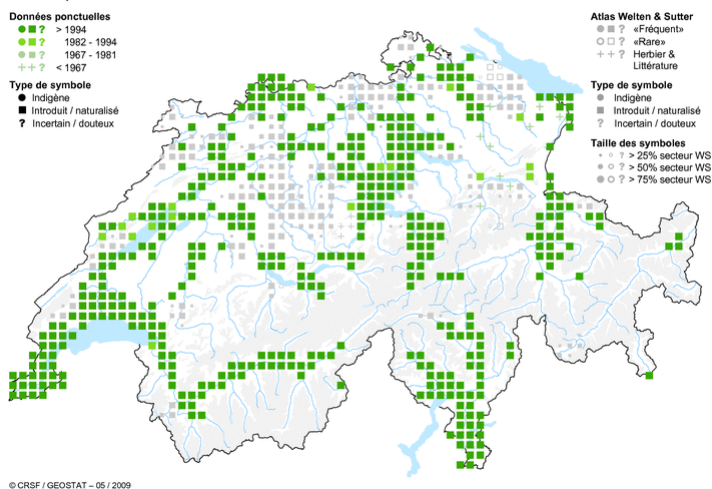 Données ponctuelles
> 1994
1982 - 1994
1967 - 1981
< 1967
Type de symbole
Indigène
Introduit / naturalisé
? Incertain / douteux
Atlas Welten & Sutter
«Fréquent»
«Rare»
Herbier &
Littérature
Type de symbole
Indigène
Introduit / naturalisé
? Incertain / douteux
Taille des symboles
> 25% secteur WS
> 50% secteur WS
> 75% secteur WS
© CRSF / GEOSTAT – 05 / 2009